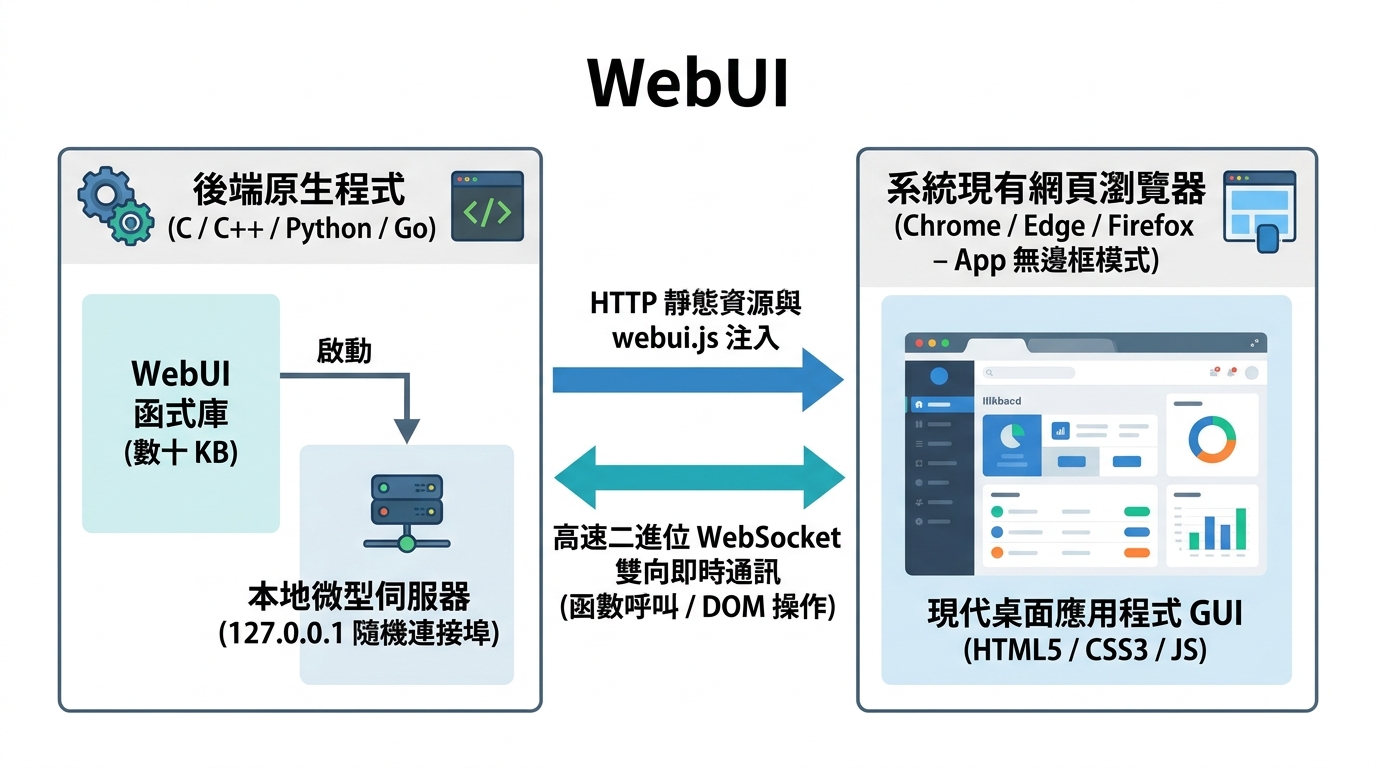 WebUI
後端原生程式
(C / C++ / Python / Go)
</>
WebUI
函式庫
(數十 KB)
啟動
本地微型伺服器
(127.0.0.1 隨機連接埠)
HTTP 靜態資源與
webui.js 注入
高速二進位 WebSocket
雙向即時通訊
(函數呼叫 / DOM 操作)
系統現有網頁瀏覽器
(Chrome / Edge / Firefox
– App 無邊框模式)
現代桌面應用程式 GUI
(HTML5 / CSS3 / JS)